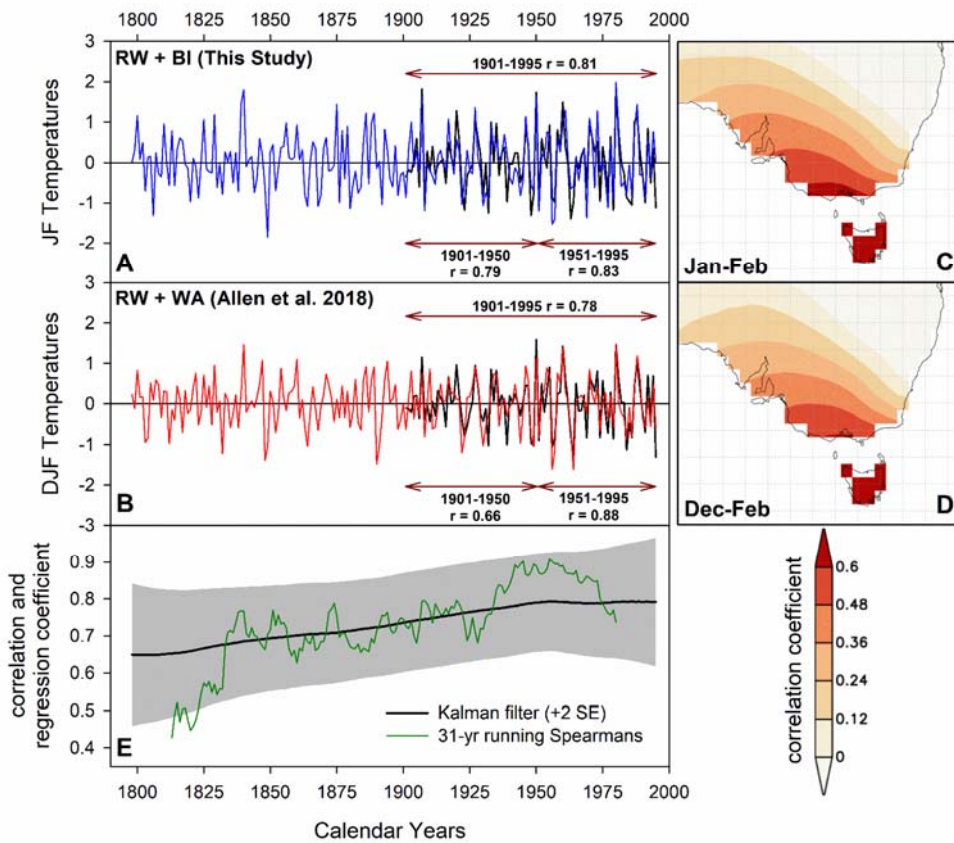 1800 1825 1850 1875 1900 1925 1950 1975 2000
RW + BI (This Study)
1901-1995 r = 0.81
JF Temperatures
3
2
1
0
-1
-2
-3
1901-1950
r = 0.79
1951-1995
r = 0.83
A
Jan-Feb
C
RW + WA (Allen et al. 2018)
1901-1995 r = 0.78
DJF Temperatures
3
2
1
0
-1
-2
-3
1901-1950
r = 0.66
1951-1995
r = 0.88
B
Dec-Feb
D
correlation and
regression coefficient
0.9
0.8
0.7
0.6
0.5
0.4
E
Kalman filter (+2 SE)
31-yr running Spearmans
1800 1825 1850 1875 1900 1925 1950 1975 2000
Calendar Years
correlation coefficient
0.6
0.48
0.36
0.24
0.12
0